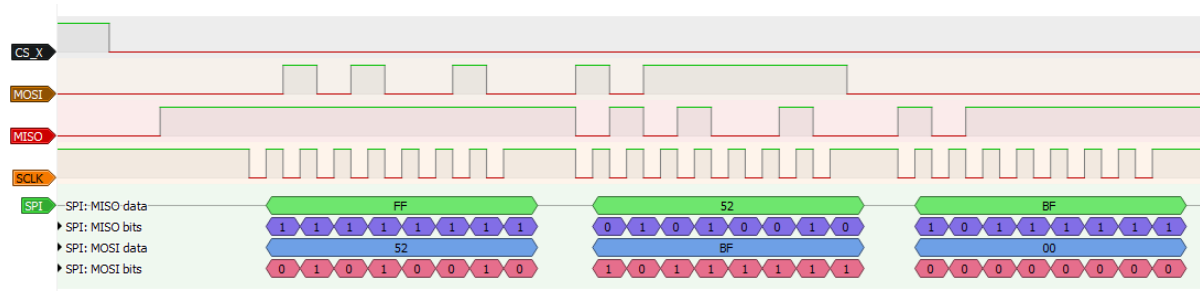 CS_X
MOSI
MISO
SCLK
SPI SPI: MISO data FF 52 BF
SPI: MISO bits 1 1 1 1 1 1 1 1 0 1 0 1 0 0 1 0 1 0 1 1 1 1 1 1
SPI: MOSI data 52 BF 00
SPI: MOSI bits 0 1 0 1 0 0 1 0 1 0 1 1 1 1 1 1 0 0 0 0 0 0 0 0